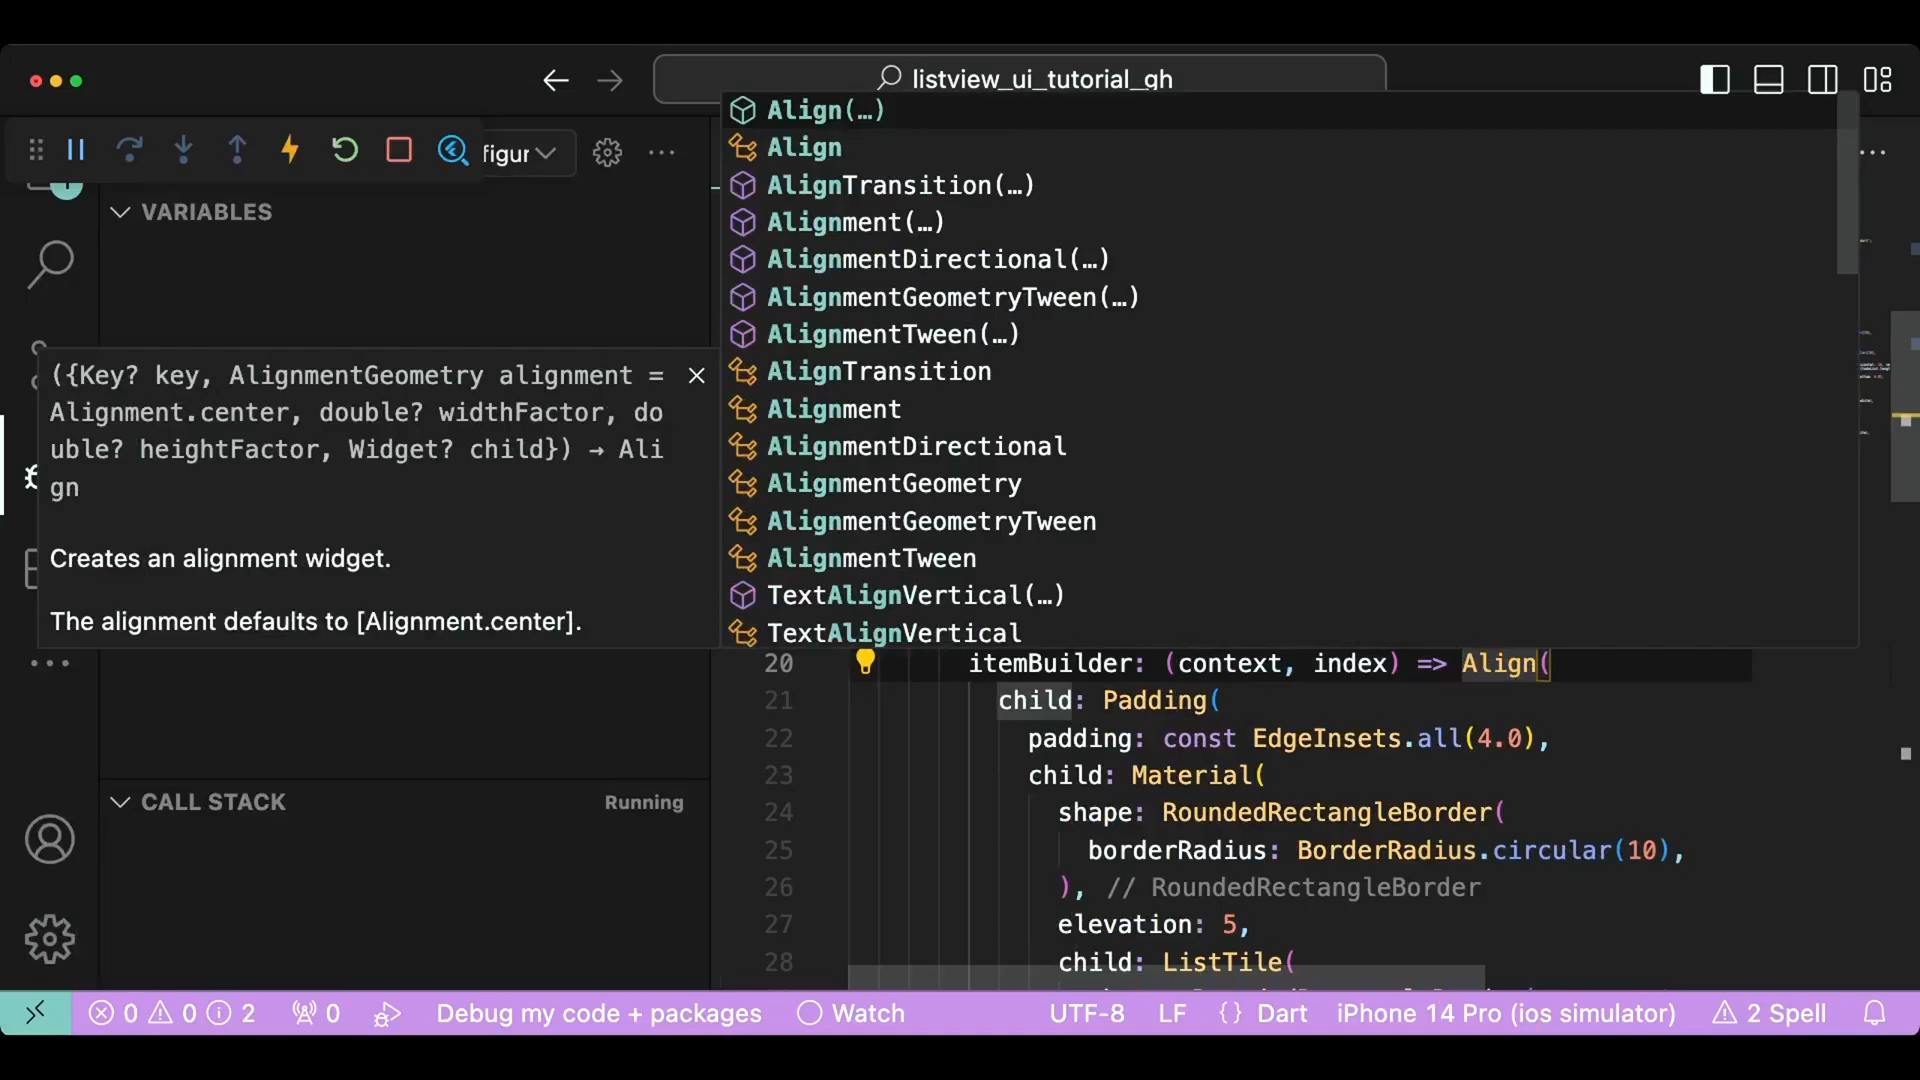 listview_ui_tutorial_gh
figur
VARIABLES
Align(…)
Align
AlignTransition(…)
Alignment(…)
AlignmentDirectional(…)
AlignmentGeometryTween(…)
AlignmentTween(…)
AlignTransition
Alignment
AlignmentDirectional
AlignmentGeometry
AlignmentGeometryTween
AlignmentTween
TextAlignVertical(…)
TextAlignVertical
({Key? key, AlignmentGeometry alignment =
Alignment.center, double? widthFactor, do
uble? heightFactor, Widget? child}) → Ali
gn
Creates an alignment widget.
The alignment defaults to [Alignment.center].
CALL STACK
Running
20 itemBuilder: (context, index) => Align(
21 child: Padding(
22 padding: const EdgeInsets.all(4.0),
23 child: Material(
24 shape: RoundedRectangleBorder(
25 borderRadius: BorderRadius.circular(10),
26 ), // RoundedRectangleBorder
27 elevation: 5,
28 child: ListTile(
0 0 2 0 Debug my code + packages Watch UTF-8 LF {} Dart iPhone 14 Pro (ios simulator) 2 Spell